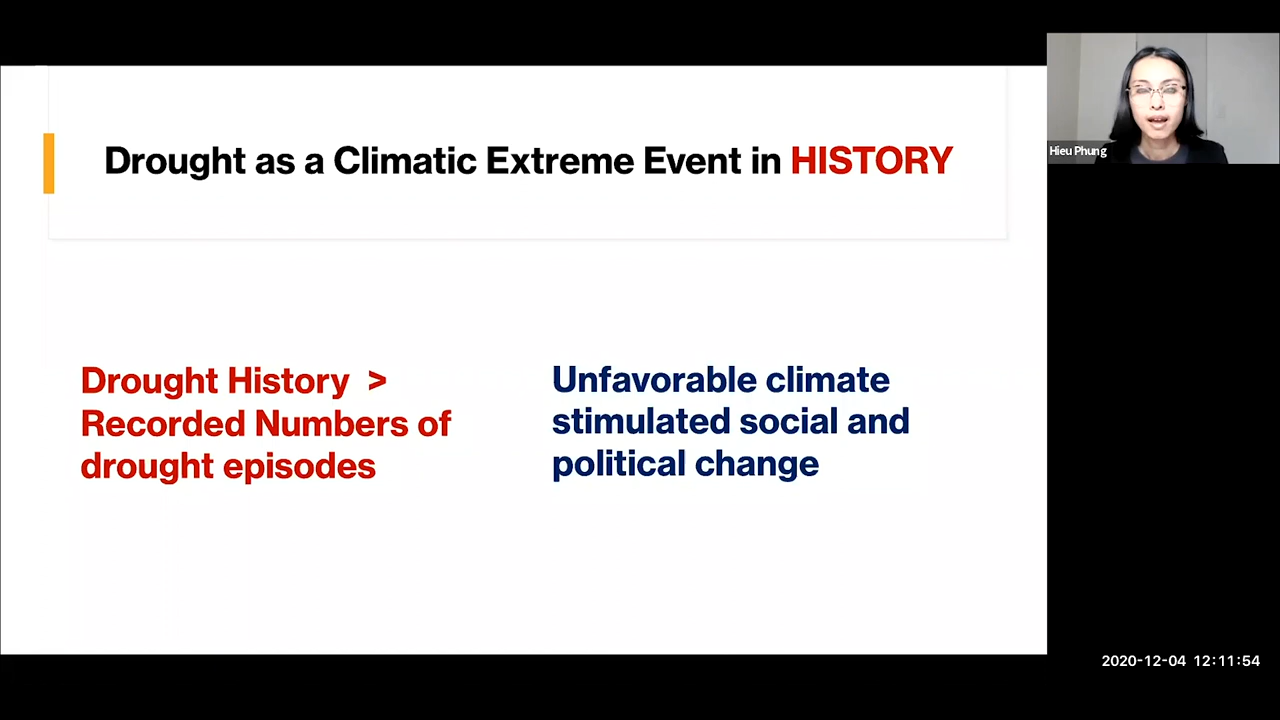 Drought as a Climatic Extreme Event in HISTORY
Hieu Phung
Drought History >
Recorded Numbers of
drought episodes
Unfavorable climate
stimulated social and
political change
2020-12-04 12:11:54